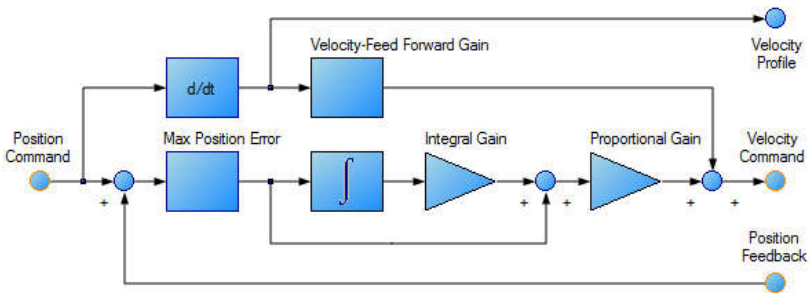 Velocity-Feed Forward Gain
Velocity
Profile
d/dt
Position
Command
Max Position Error
Integral Gain
Proportional Gain
Velocity
Command
∫
+
+
+
+
+
Position
Feedback